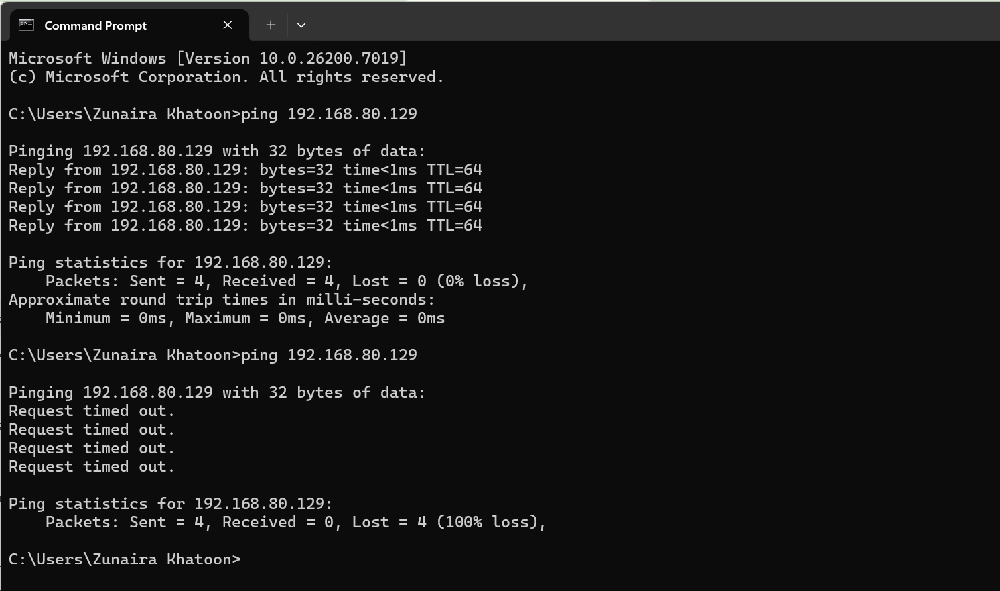 Command Prompt
Microsoft Windows [Version 10.0.26200.7019]
(c) Microsoft Corporation. All rights reserved.
C:\Users\Zunaira Khatoon>ping 192.168.80.129
Pinging 192.168.80.129 with 32 bytes of data:
Reply from 192.168.80.129: bytes=32 time<1ms TTL=64
Reply from 192.168.80.129: bytes=32 time<1ms TTL=64
Reply from 192.168.80.129: bytes=32 time<1ms TTL=64
Reply from 192.168.80.129: bytes=32 time<1ms TTL=64
Ping statistics for 192.168.80.129:
    Packets: Sent = 4, Received = 4, Lost = 0 (0% loss),
Approximate round trip times in milli-seconds:
    Minimum = 0ms, Maximum = 0ms, Average = 0ms
C:\Users\Zunaira Khatoon>ping 192.168.80.129
Pinging 192.168.80.129 with 32 bytes of data:
Request timed out.
Request timed out.
Request timed out.
Request timed out.
Ping statistics for 192.168.80.129:
    Packets: Sent = 4, Received = 0, Lost = 4 (100% loss),
C:\Users\Zunaira Khatoon>